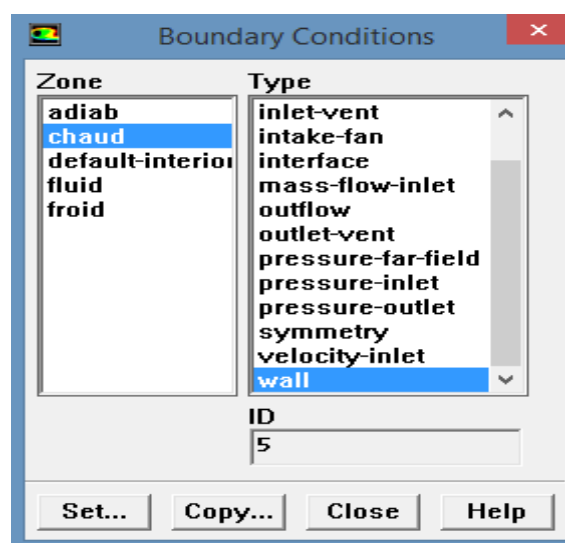 Boundary Conditions
Zone
adiab
chaud
default-interior
fluid
froid
Type
inlet-vent
intake-fan
interface
mass-flow-inlet
outflow
outlet-vent
pressure-far-field
pressure-inlet
pressure-outlet
symmetry
velocity-inlet
wall
ID
5
Set... Copy... Close Help